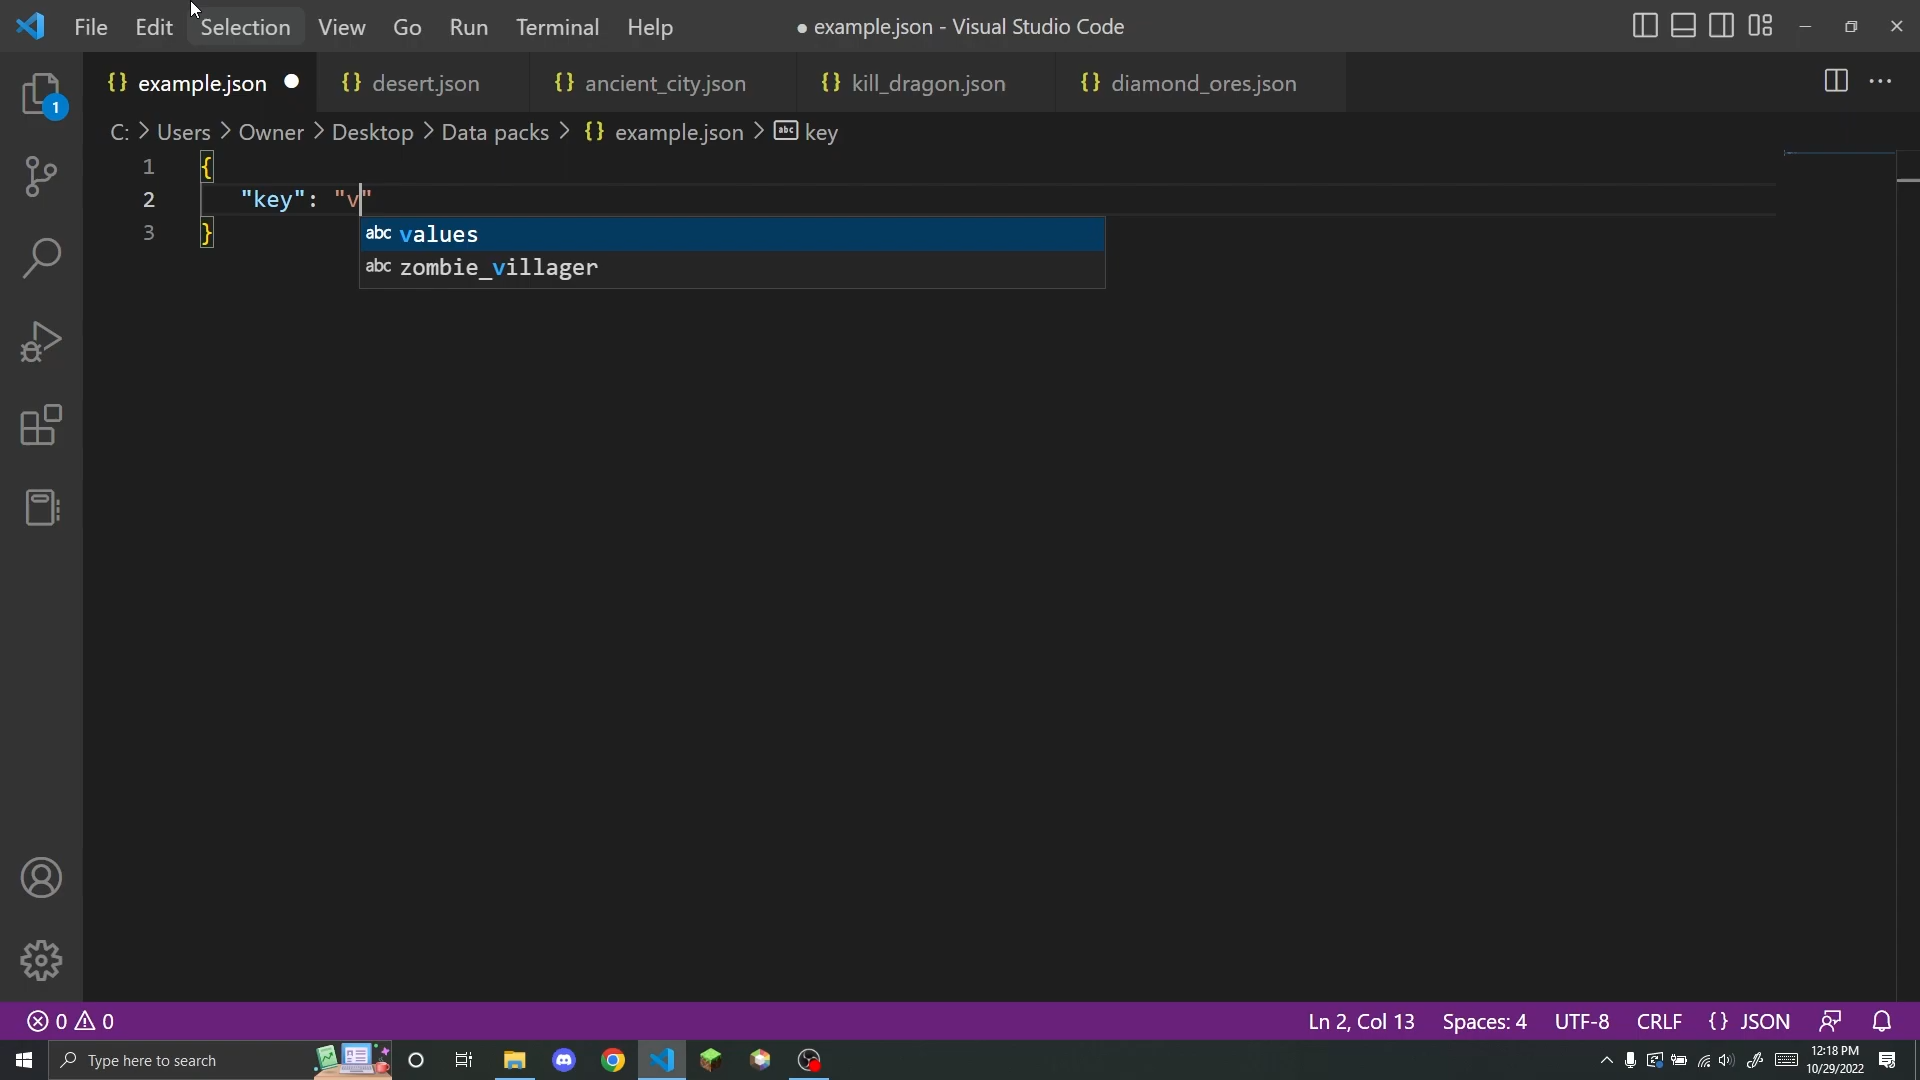 File Edit Selection View Go Run Terminal Help ● example.json - Visual Studio Code
{} example.json ● {} desert.json {} ancient_city.json {} kill_dragon.json {} diamond_ores.json ···
1
C: > Users > Owner > Desktop > Data packs > {} example.json > abc key
1 {
2 "key": "v"
3 }
abc values
abc zombie_villager
0 0 Ln 2, Col 13 Spaces: 4 UTF-8 CRLF {} JSON
Type here to search 12:18 PM
10/29/2022